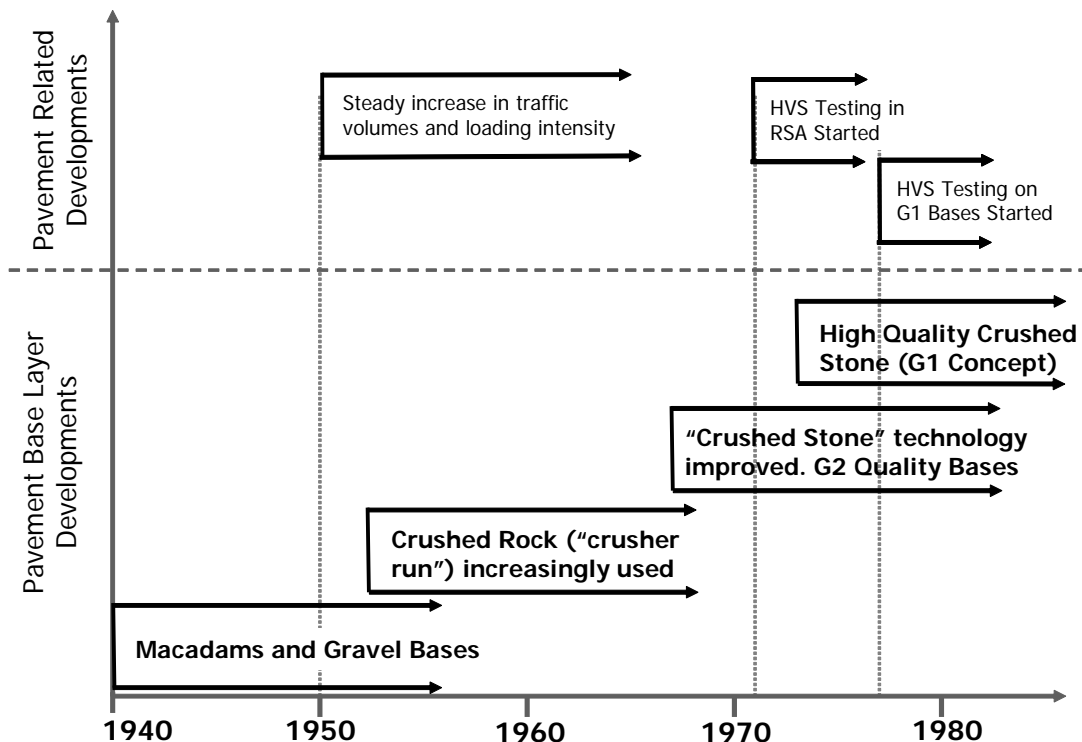 Pavement Related
Developments
Steady increase in traffic
volumes and loading intensity
HVS Testing in
RSA Started
HVS Testing on
G1 Bases Started
Pavement Base Layer
Developments
High Quality Crushed
Stone (G1 Concept)
“Crushed Stone” technology
improved. G2 Quality Bases
Crushed Rock (“crusher
run”) increasingly used
Macadams and Gravel Bases
1940
1950
1960
1970
1980